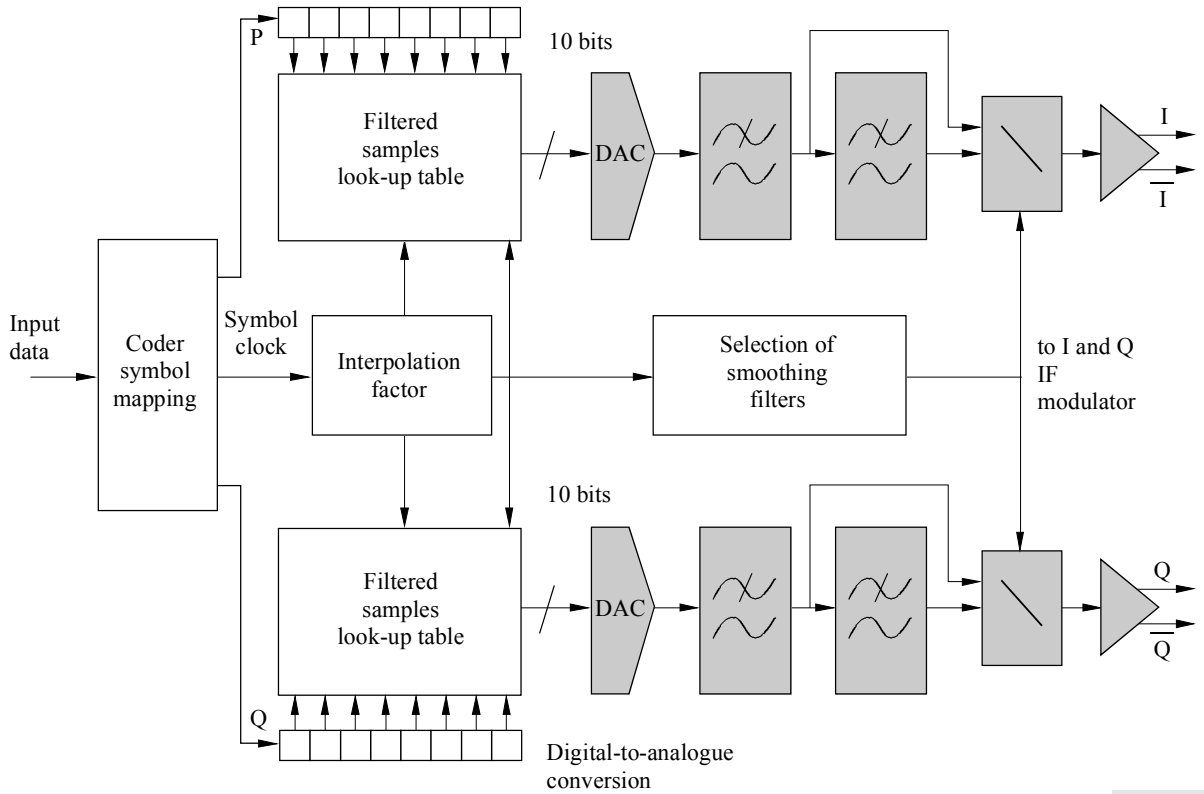 P
10 bits
Filtered
samples
look-up table
DAC
I
I
Input
data
Coder
symbol
mapping
Symbol
clock
Interpolation
factor
Selection of
smoothing
filters
to I and Q
IF
modulator
10 bits
Filtered
samples
look-up table
DAC
Q
Q
Q
Digital-to-analogue
conversion